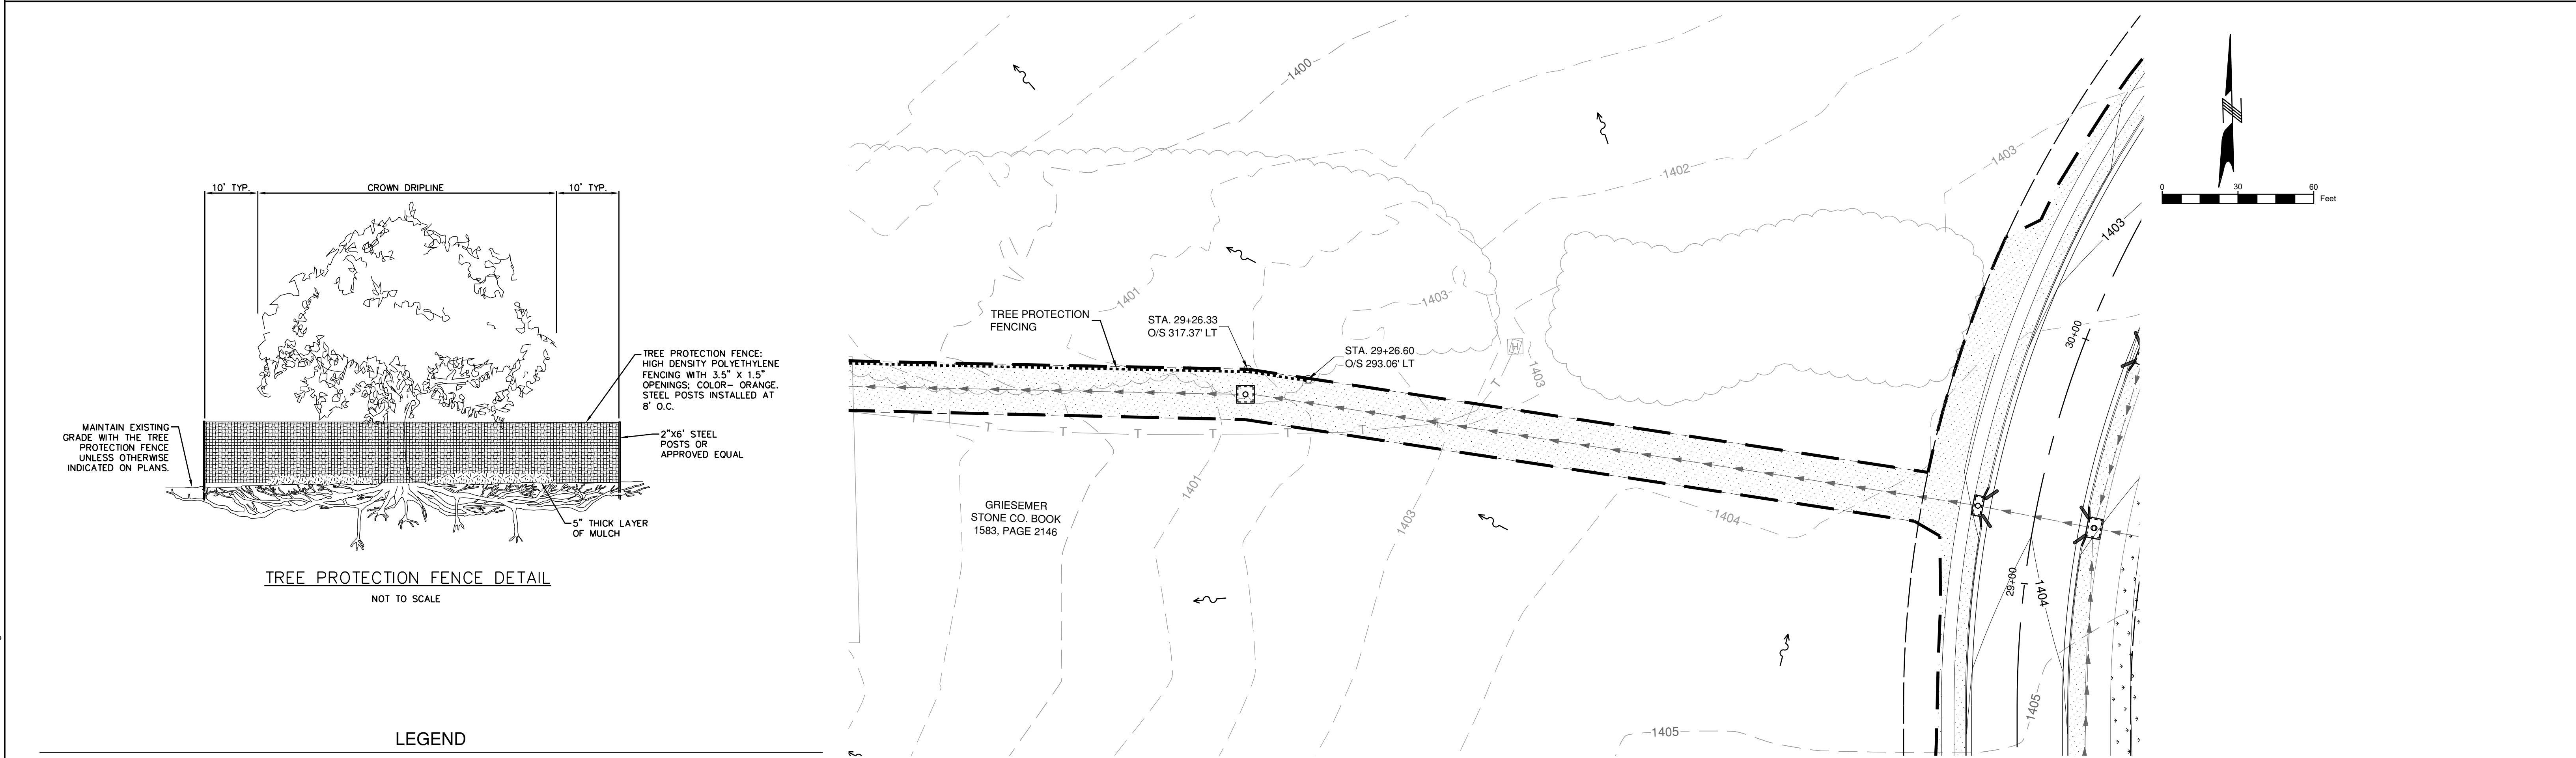 10' TYP.
CROWN DRIPLINE
10' TYP.
TREE PROTECTION FENCE:
HIGH DENSITY POLYETHYLENE
FENCING WITH 3.5" X 1.5"
OPENINGS; COLOR- ORANGE.
STEEL POSTS INSTALLED AT
8' O.C.
MAINTAIN EXISTING
GRADE WITH THE TREE
PROTECTION FENCE
UNLESS OTHERWISE
INDICATED ON PLANS.
2"X6' STEEL
POSTS OR
APPROVED EQUAL
5" THICK LAYER
OF MULCH
TREE PROTECTION FENCE DETAIL
NOT TO SCALE
LEGEND
1400
1402
1403
1403
1401
1403
1403
TREE PROTECTION
FENCING
STA. 29+26.33
O/S 317.37' LT
STA. 29+26.60
O/S 293.06' LT
H
T
T
T
T
T
T
T
T
1401
1403
1404
GRIESEMER
STONE CO. BOOK
1583, PAGE 2146
30+00
29+00
1404
1405
1405
N
0
30
60
Feet